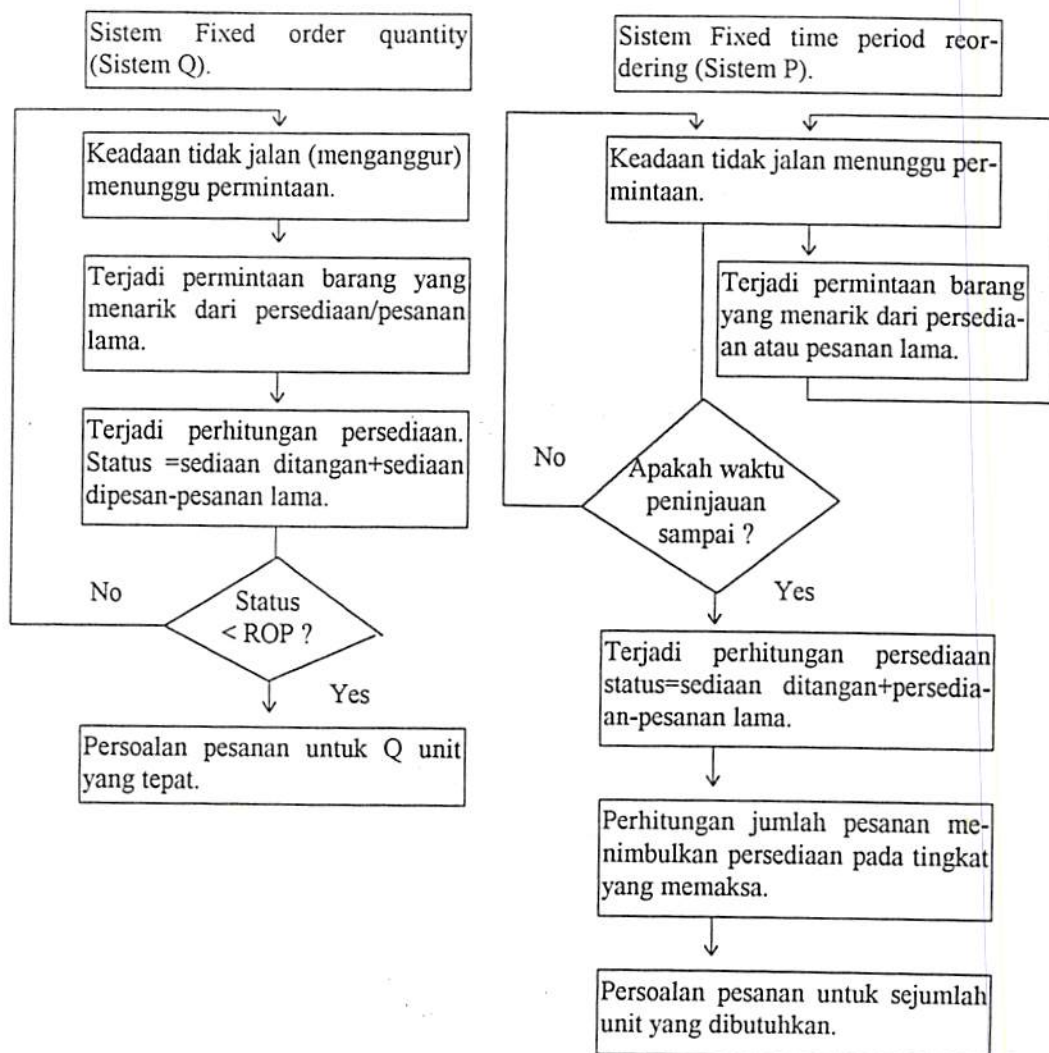 Sistem Fixed order quantity
(Sistem Q).
Keadaan tidak jalan (menganggur)
menunggu permintaan.
Terjadi permintaan barang yang
menarik dari persediaan/pesanan
lama.
Terjadi perhitungan persediaan.
Status =sediaan ditangan+sediaan
dipesan-pesanan lama.
No
Status
< ROP ?
Yes
Persoalan pesanan untuk Q unit
yang tepat.
Sistem Fixed time period reor-
dering (Sistem P).
Keadaan tidak jalan menunggu per-
mintaan.
Terjadi permintaan barang
yang menarik dari persedia-
an atau pesanan lama.
No
Apakah waktu
peninjauan
sampai ?
Yes
Terjadi perhitungan persediaan
status=sediaan ditangan+persedia-
an-pesanan lama.
Perhitungan jumlah pesanan me-
nimbulkan persediaan pada tingkat
yang memaksa.
Persoalan pesanan untuk sejumlah
unit yang dibutuhkan.